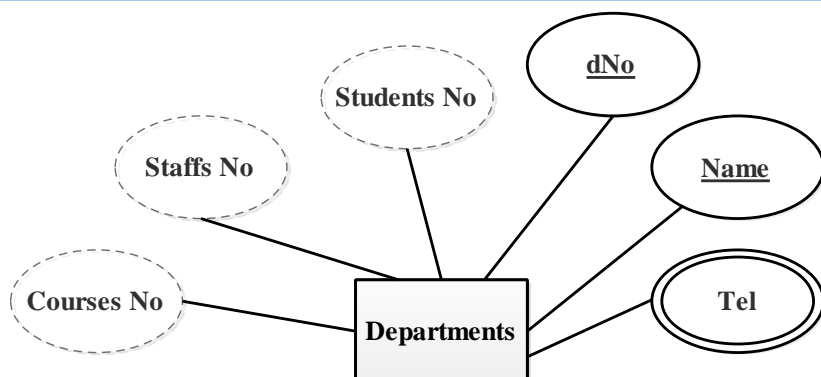 dNo
Students No
Name
Staffs No
Courses No
Tel
Departments